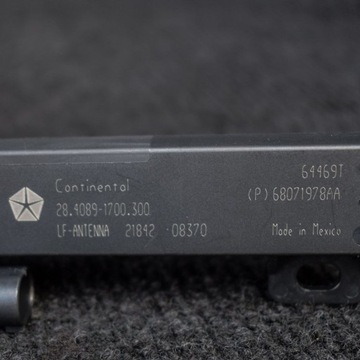 64469T
Continental
(P)68071978AA
28.4089-1700.300
LF-ANTENNA 21842 08370
Made in Mexico